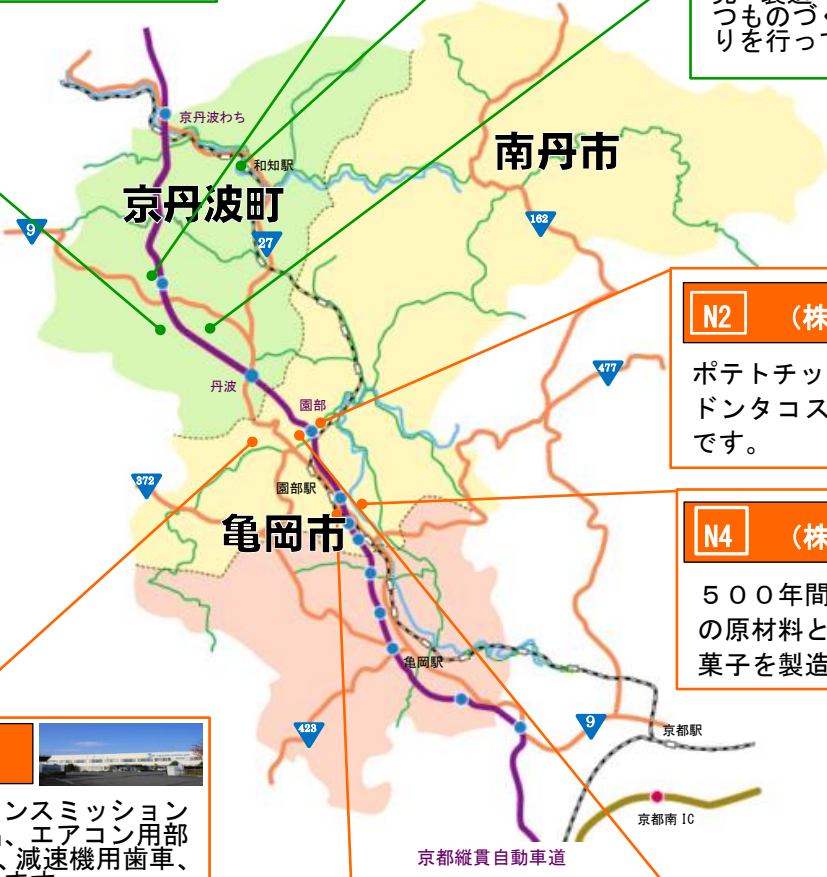 つものづく
りを行って
京丹波わち
和知駅
南丹市
京丹波町
9
27
162
N2 （株
ポテトチッ
ドンタコス
です。
477
丹波
園部
372
園部駅
亀岡市
N4 （株
５００年間
の原材料と
菓子を製造
亀岡駅
423
9
京都駅
京都南 IC
ンスミッション
、エアコン用部
、減速機用歯車、
京都縦貫自動車道